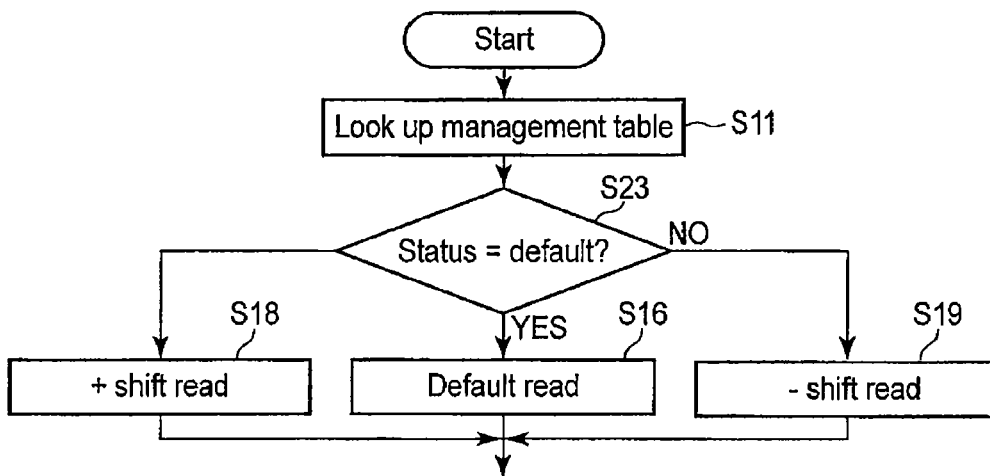 Start
Look up management table
S11
S23
Status = default?
NO
YES
S18
S16
S19
+ shift read
Default read
- shift read